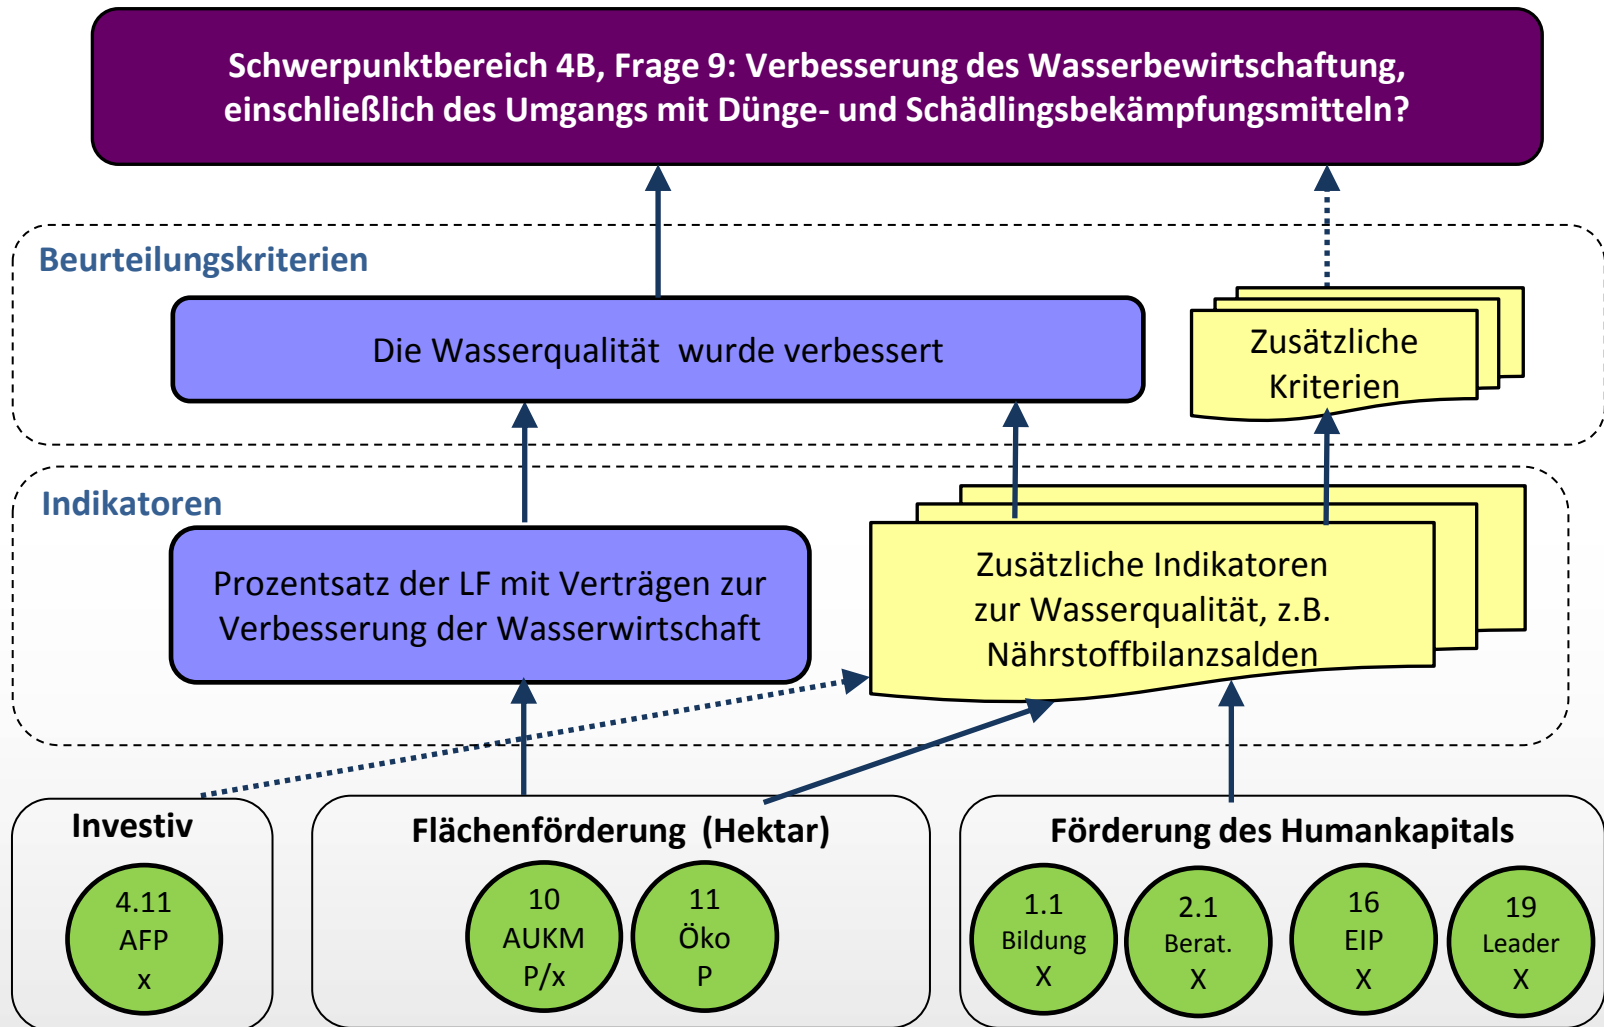 Schwerpunktbereich 4B, Frage 9: Verbesserung des Wasserbewirtschaftung,
einschließlich des Umgangs mit Dünge- und Schädlingsbekämpfungsmitteln?
Beurteilungskriterien
Die Wasserqualität wurde verbessert
Zusätzliche
Kriterien
Indikatoren
Prozentsatz der LF mit Verträgen zur
Verbesserung der Wasserwirtschaft
Zusätzliche Indikatoren
zur Wasserqualität, z.B.
Nährstoffbilanzsalden
Investiv
4.11
AFP
x
Flächenförderung (Hektar)
10
AUKM
P/x
11
Öko
P
Förderung des Humankapitals
1.1
Bildung
X
2.1
Berat.
X
16
EIP
X
19
Leader
X